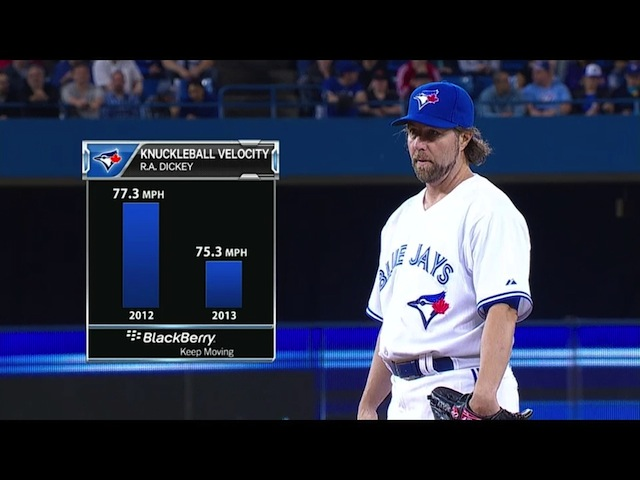 KNUCKLEBALL VELOCITY
R.A. DICKEY
77.3 MPH
75.3 MPH
2012
2013
BlackBerry
Keep Moving
BLUE JAYS